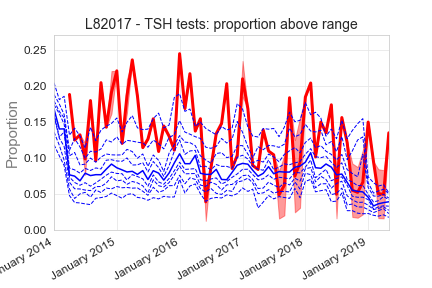 L82017 - TSH tests: proportion above range
Proportion
0.25
0.20
0.15
0.10
0.05
0.00
2014
January 2015
January 2016
January 2017
January 2018
January 2019